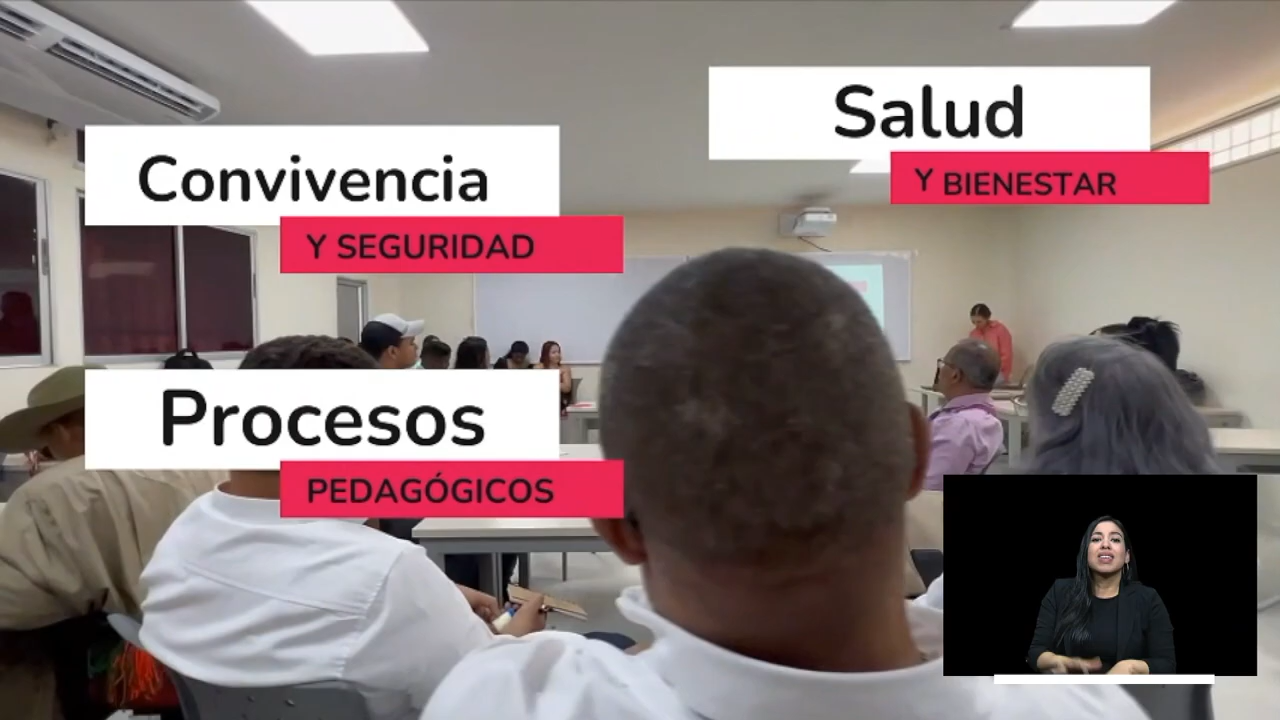 Convivencia
Y SEGURIDAD
Salud
Y BIENESTAR
Procesos
PEDAGÓGICOS